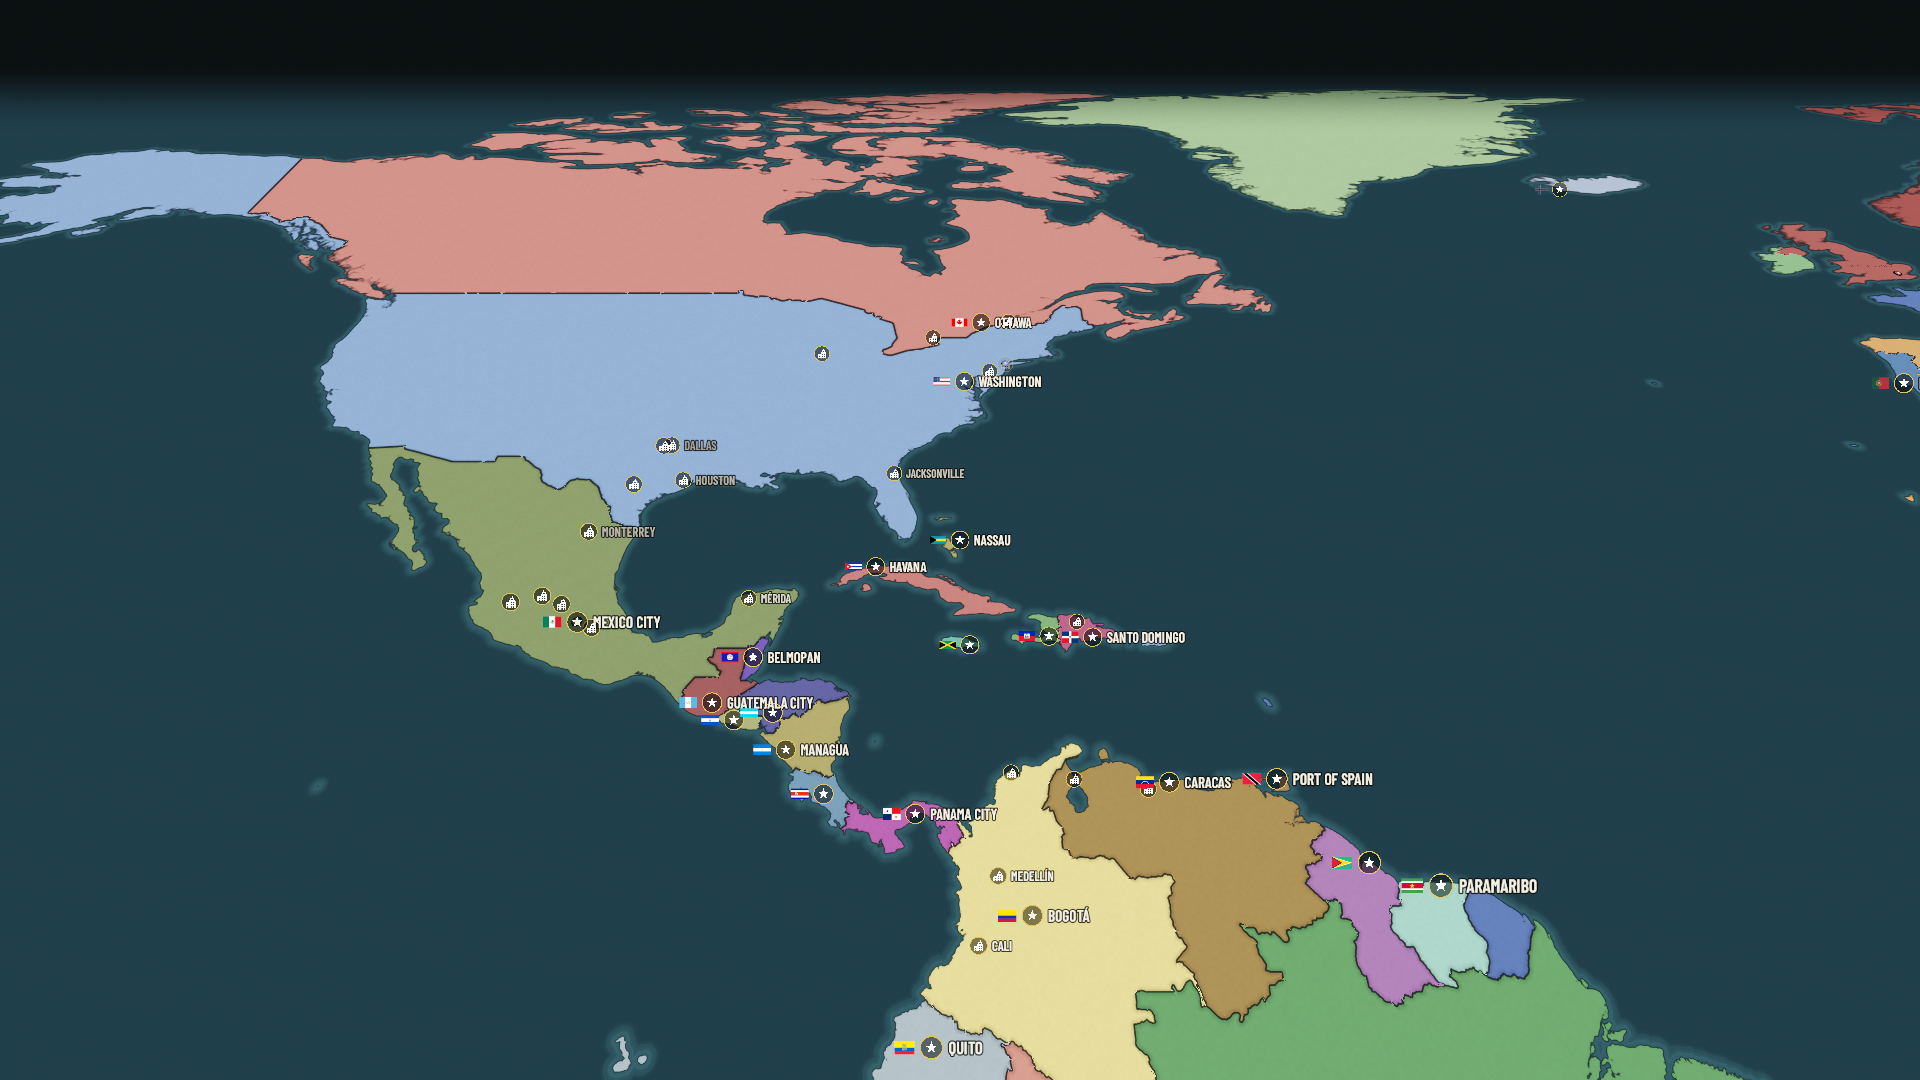 OTTAWA
WASHINGTON
DALLAS
JACKSONVILLE
HOUSTON
MONTERREY
NASSAU
HAVANA
MÉRIDA
MEXICO CITY
SANTO DOMINGO
BELMOPAN
GUATEMALA CITY
MANAGUA
PORT OF SPAIN
CARACAS
PANAMA CITY
MEDELLÍN
PARAMARIBO
BOGOTÁ
CALI
QUITO